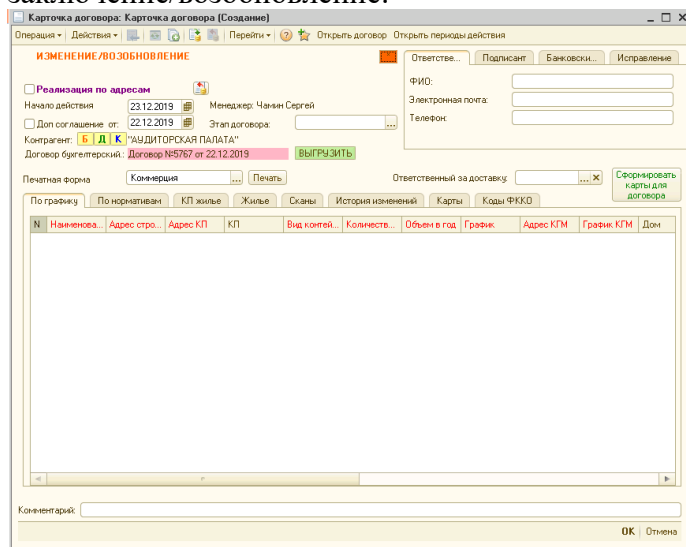 заключение/возобновление:
Карточка договора: Карточка договора (Создание)
Операция Действия Перейти Открыть договор Открыть периоды действия
ИЗМЕНЕНИЕ/ВОЗОБНОВЛЕНИЕ
Ответстве... Подписант Банковски... Исправление
ФИО:
Реализация по адресам
Электронная почта:
Начало действия 23.12.2019 Менеджер: Чамин Сергей
Телефон:
Доп соглашение от: 22.12.2019 Этап договора: ...
Контрагент: Б Д К "АУДИТОРСКАЯ ПАЛАТА"
Договор бухгелтерский.: Договор №5767 от 22.12.2019 ВЫГРУЗИТЬ
Печатная форма Коммерция ... Печать Ответственный за доставку: ... Сформировать карты для договора
По графику По нормативам КП жилье Жилье Сканы История изменений Карты Коды ФККО
N Наименова... Адрес стро... Адрес КП КП Вид контей... Количеств... Объем в год График Адрес КГМ График КГМ Дом
Комментарий:
OK Отмена